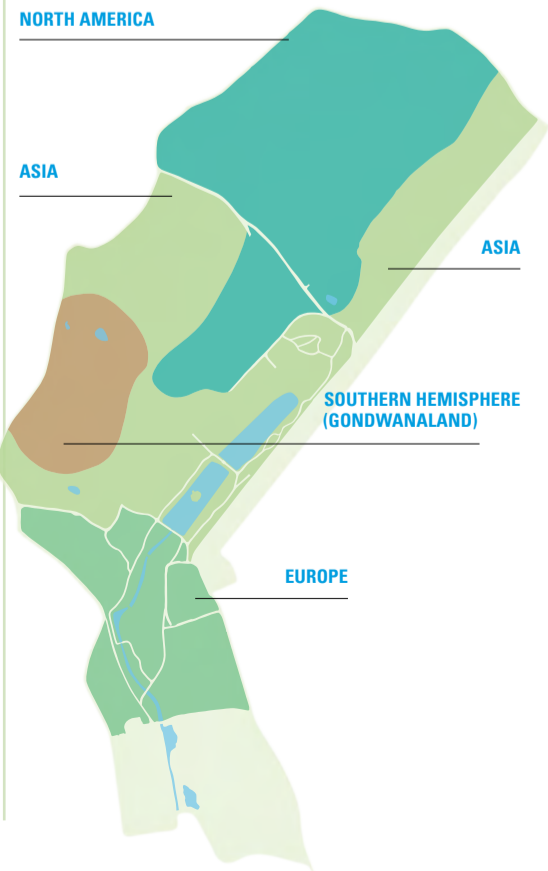 NORTH AMERICA
ASIA
ASIA
SOUTHERN HEMISPHERE
(GONDWANALAND)
EUROPE